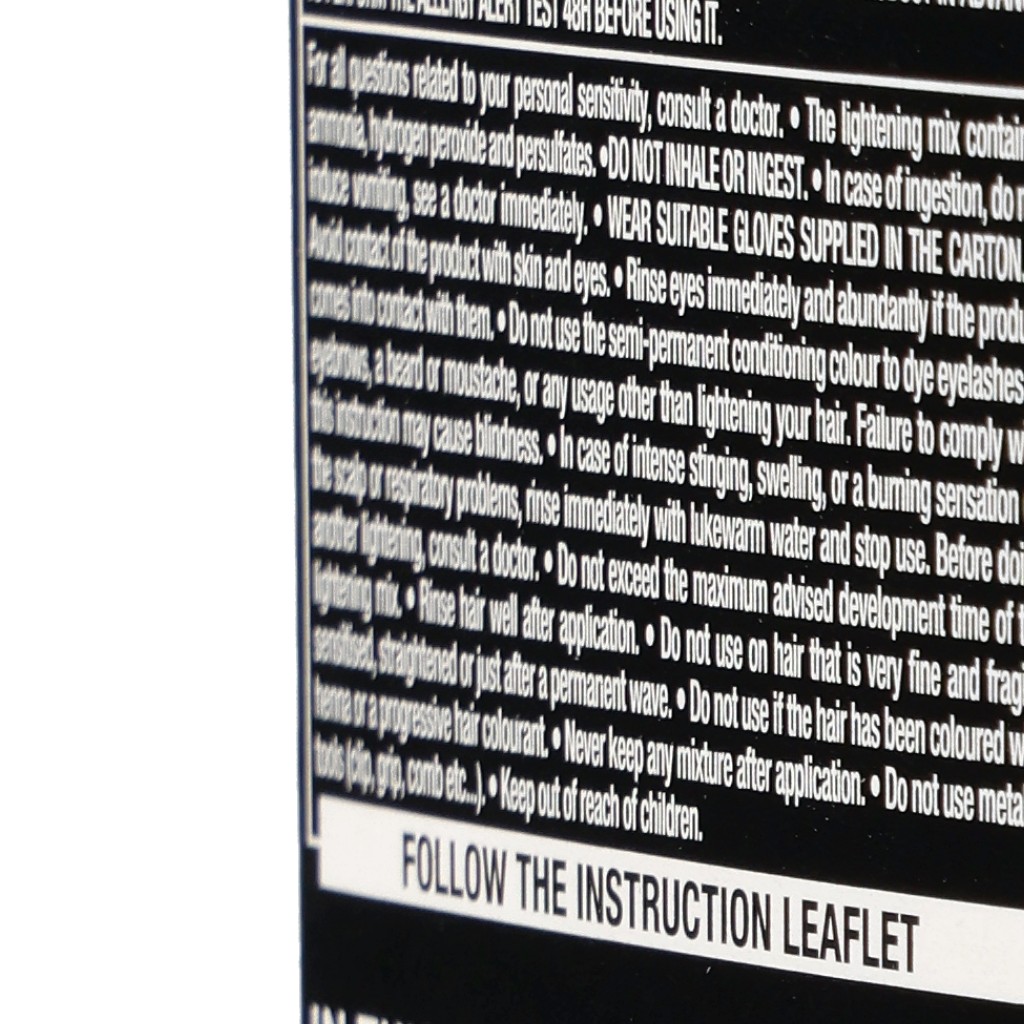 THE ALLERGY ALERT TEST 48H BEFORE USING IT.
For all questions related to your personal sensitivity, consult a doctor. • The lightening mix contain
ammonia, hydrogen peroxide and persulfates. •DO NOT INHALE OR INGEST. • In case of ingestion, do n
induce vomiting, see a doctor immediately. • WEAR SUITABLE GLOVES SUPPLIED IN THE CARTON.
Avoid contact of the product with skin and eyes. • Rinse eyes immediately and abundantly if the produ
comes into contact with them. • Do not use the semi-permanent conditioning colour to dye eyelashes
eyebrows, a beard or moustache, or any usage other than lightening your hair. Failure to comply w
this instruction may cause blindness. • In case of intense stinging, swelling, or a burning sensation
the scalp or respiratory problems, rinse immediately with lukewarm water and stop use. Before doi
another lightening, consult a doctor. • Do not exceed the maximum advised development time of t
lightening mix. • Rinse hair well after application. • Do not use on hair that is very fine and fragi
sensitised, straightened or just after a permanent wave. • Do not use if the hair has been coloured w
henna or a progressive hair colourant. • Never keep any mixture after application. • Do not use meta
tools (clip, grip, comb etc...). • Keep out of reach of children.
FOLLOW THE INSTRUCTION LEAFLET